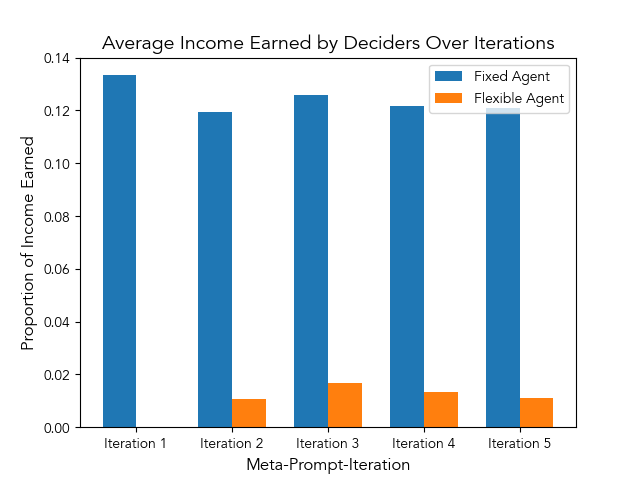 Average Income Earned by Deciders Over Iterations
Fixed Agent
Flexible Agent
Proportion of Income Earned
0.14
0.12
0.10
0.08
0.06
0.04
0.02
0.00
Iteration 1 Iteration 2 Iteration 3 Iteration 4 Iteration 5
Meta-Prompt-Iteration